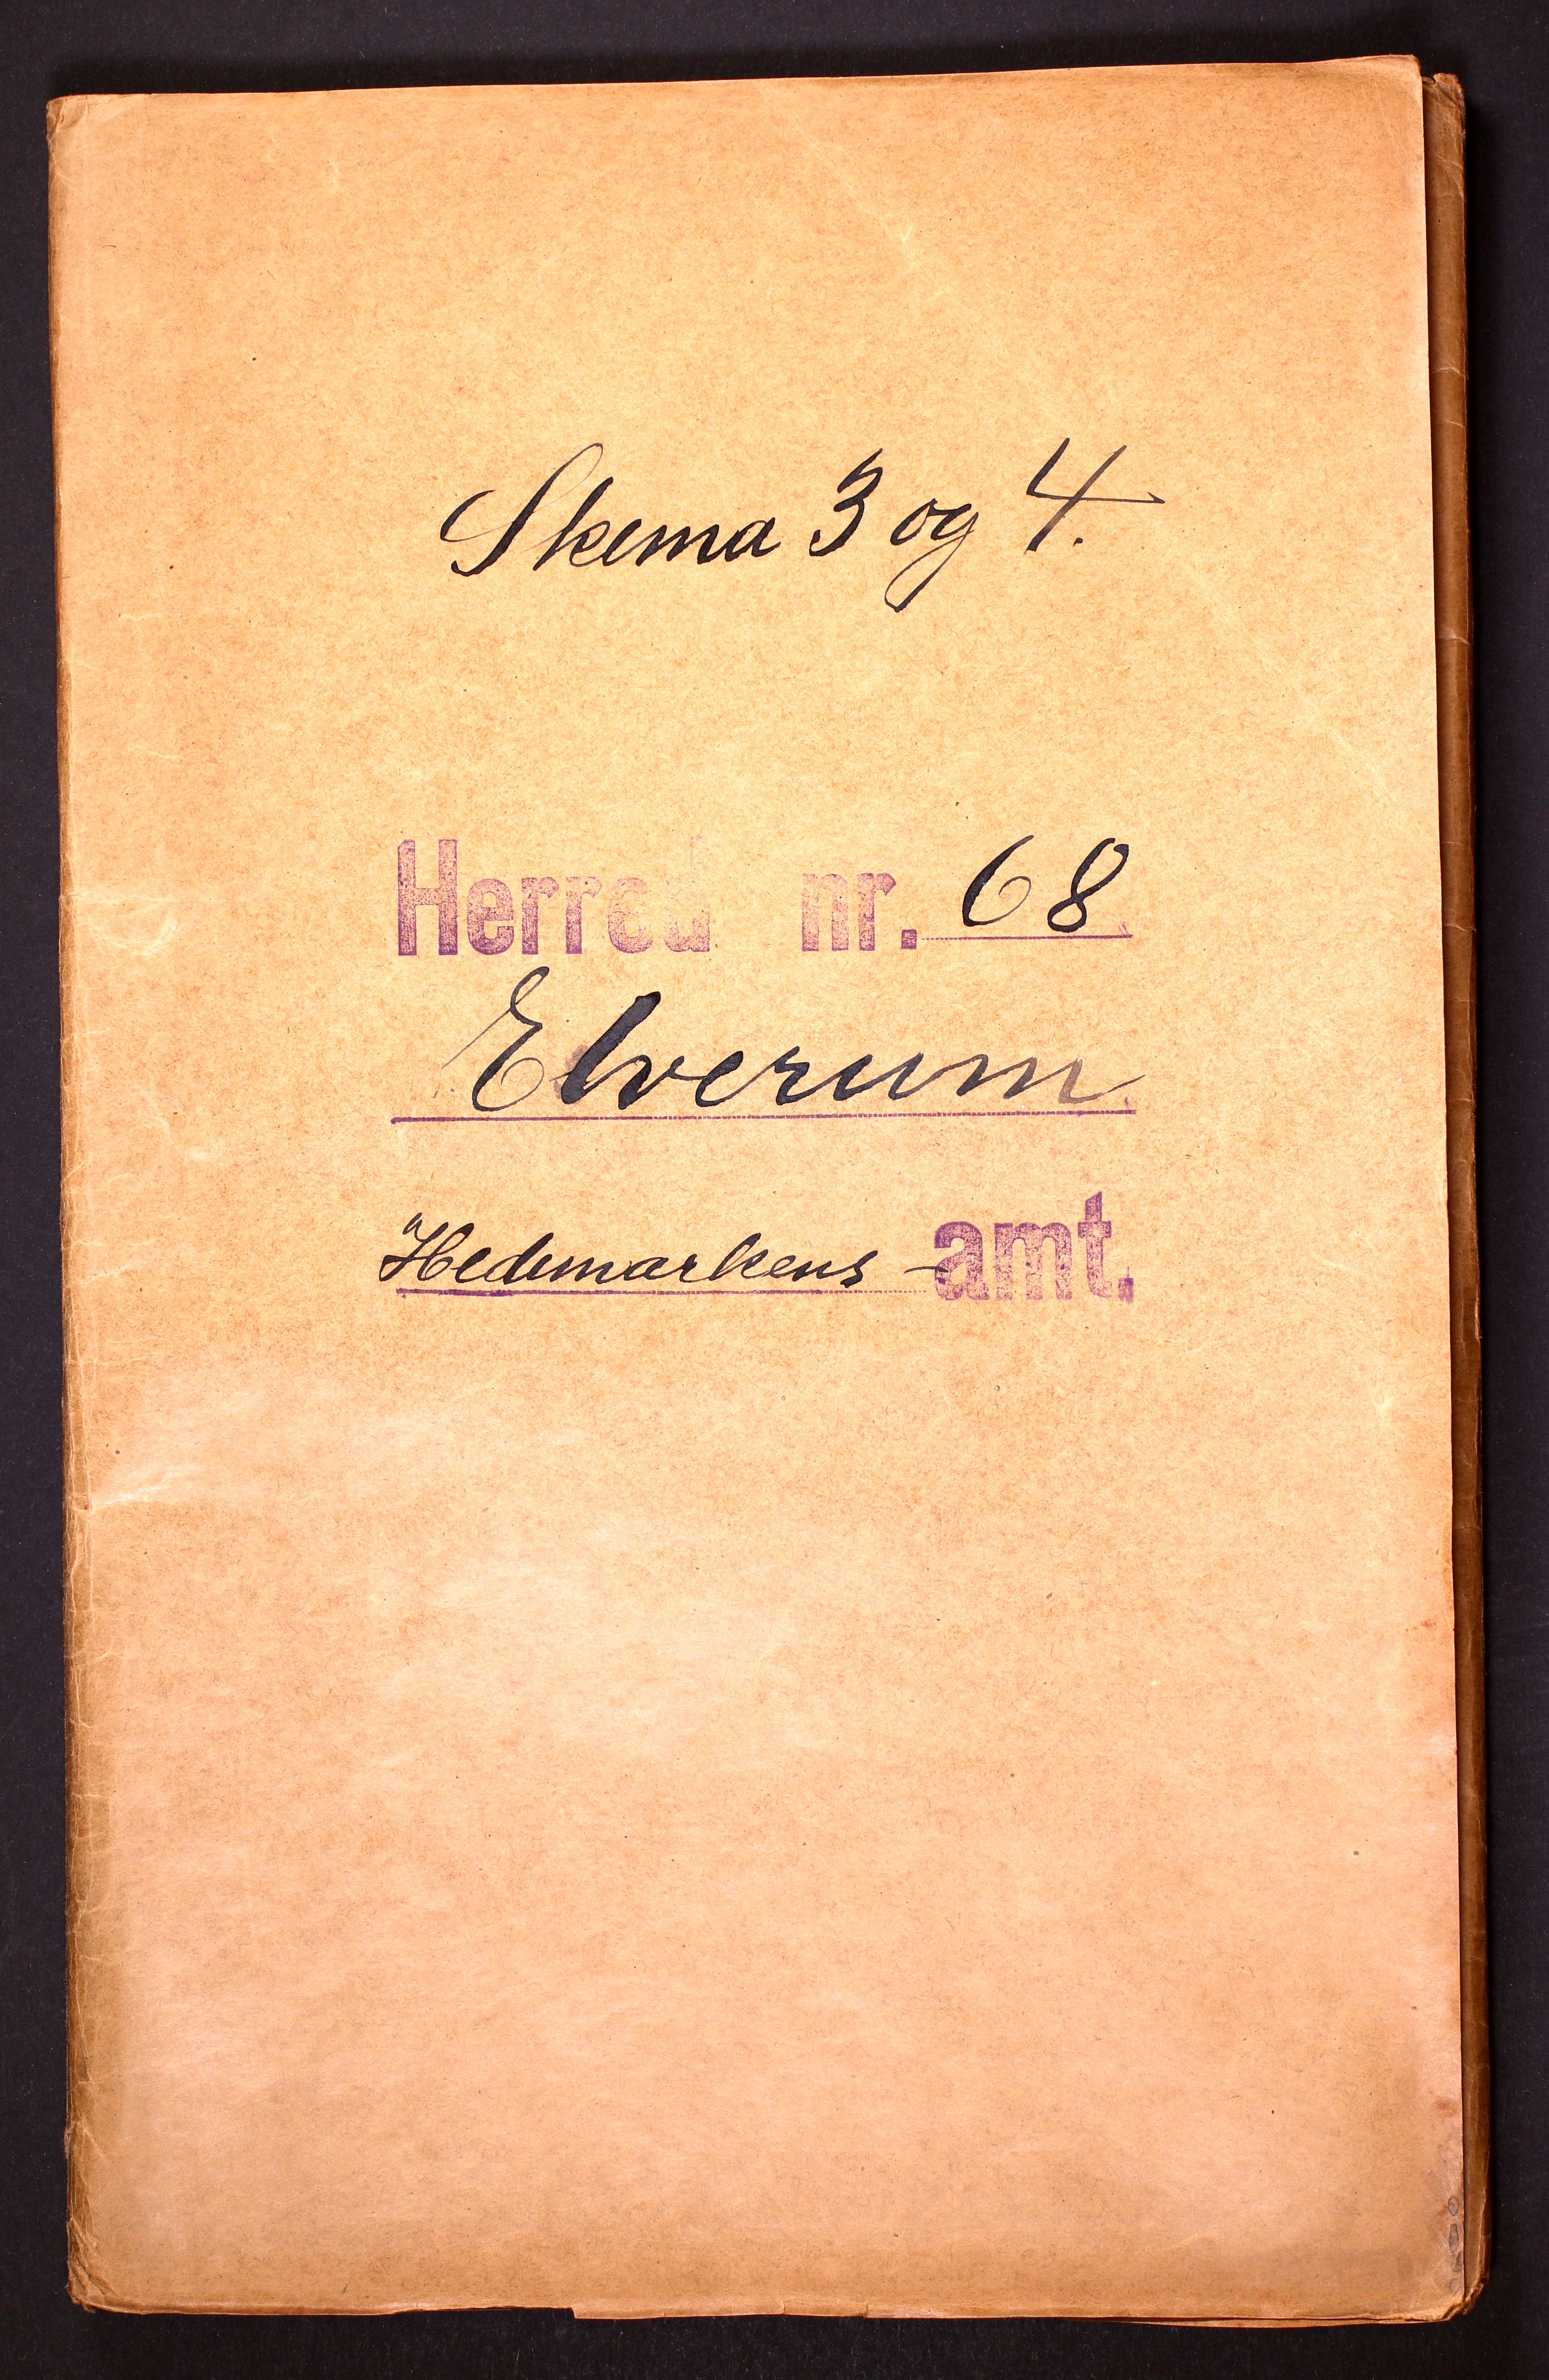 Skema 3 og 4.
Herred nr. 68
Elverum
Hedemarkens - amt.